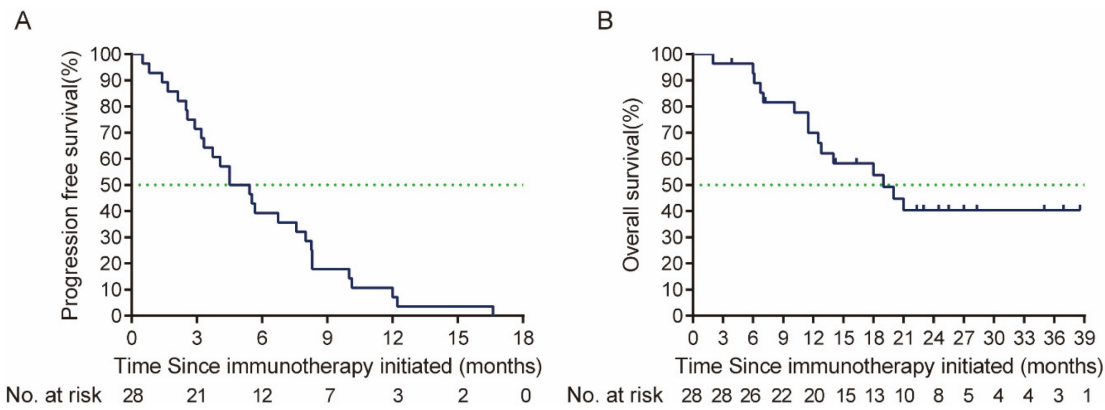 A
Progression free survival(%)
100
90
80
70
60
50
40
30
20
10
0
0 3 6 9 12 15 18
Time Since immunotherapy initiated (months)
No. at risk 28 21 12 7 3 2 0
B
Overall survival(%)
100
90
80
70
60
50
40
30
20
10
0
0 3 6 9 12 15 18 21 24 27 30 33 36 39
Time Since immunotherapy initiated (months)
No. at risk 28 28 26 22 20 15 13 10 8 5 4 4 3 1